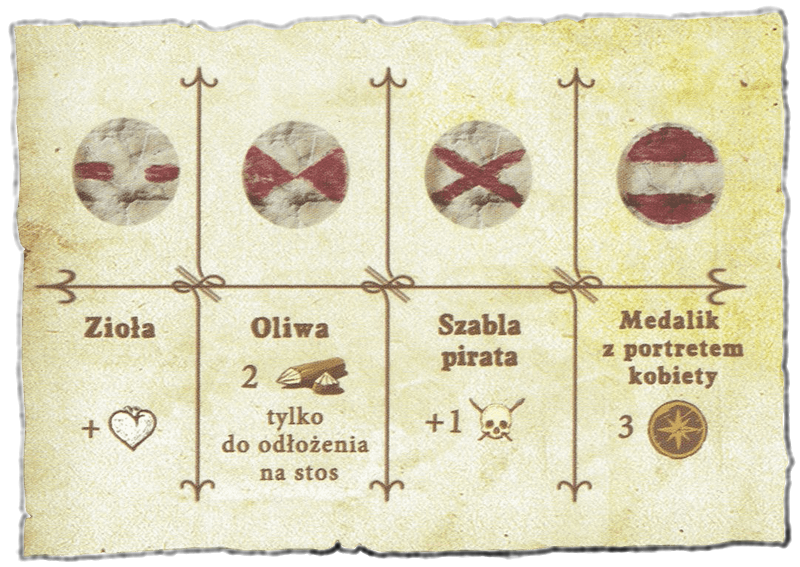 Zioła
+
Oliwa
2
tylko
do odłożenia
na stos
Szabla
pirata
+1
Medalik
z portretem
kobiety
3